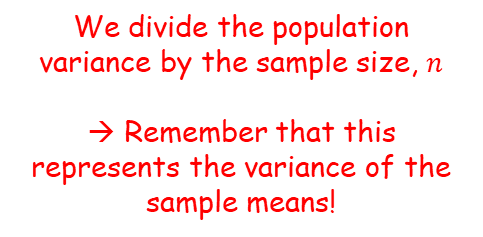 We divide the population
variance by the sample size, 𝑛
→ Remember that this
represents the variance of the
sample means!